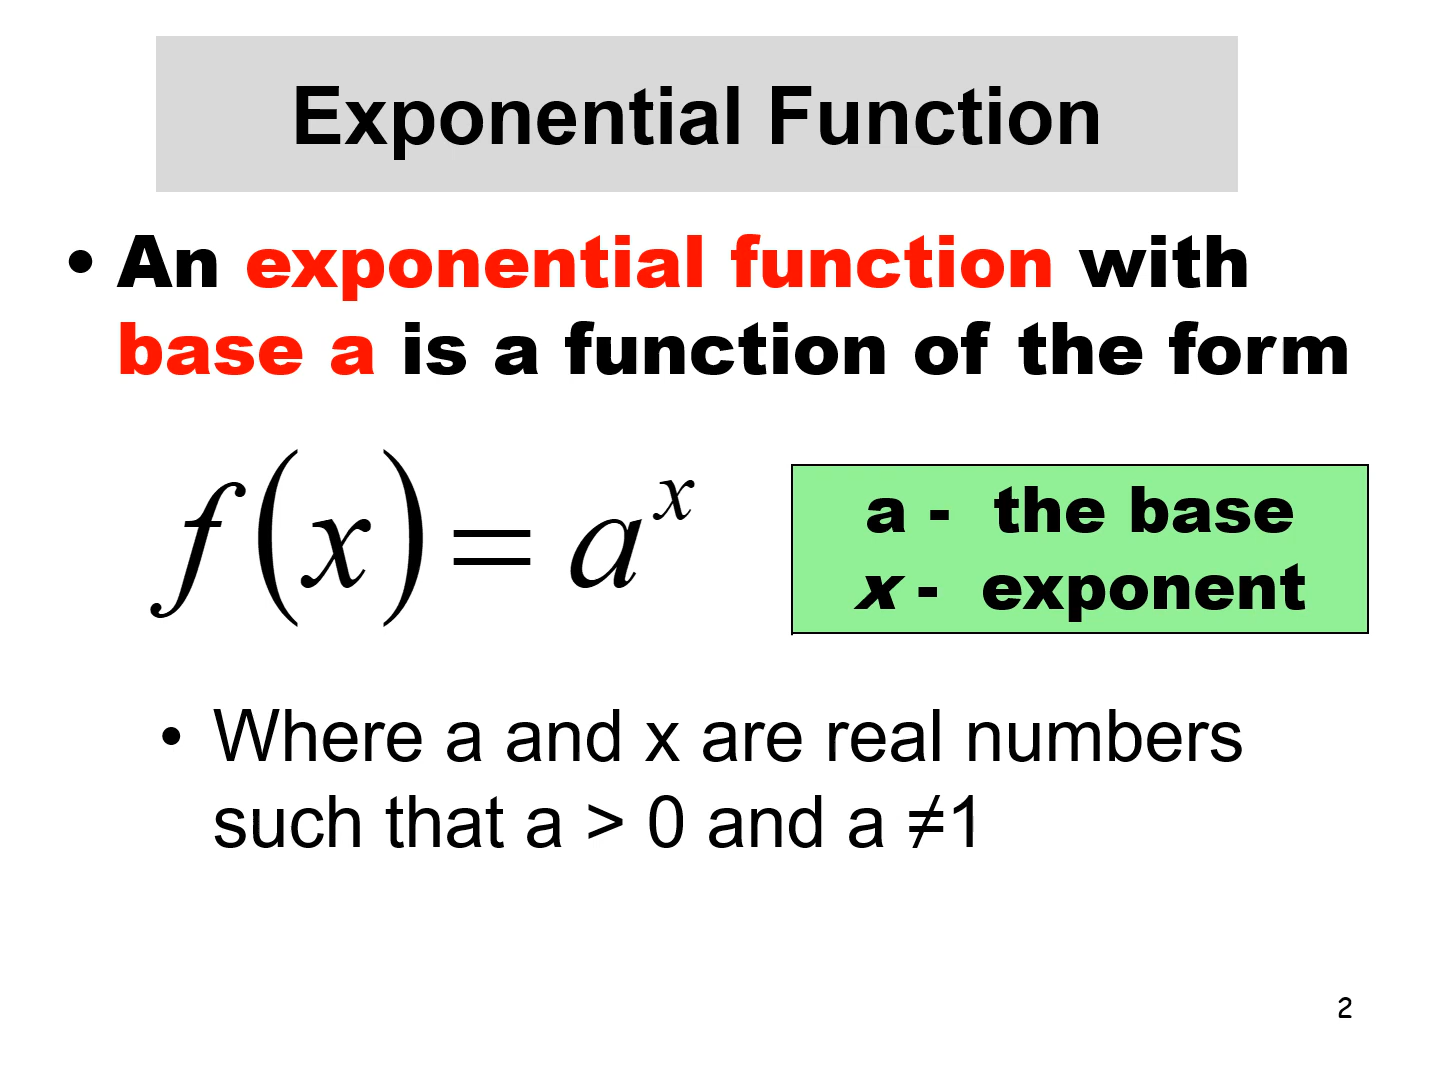 Exponential Function
• An exponential function with
base a is a function of the form
f(x) = a^x
a - the base
x - exponent
• Where a and x are real numbers
such that a > 0 and a ≠1
2